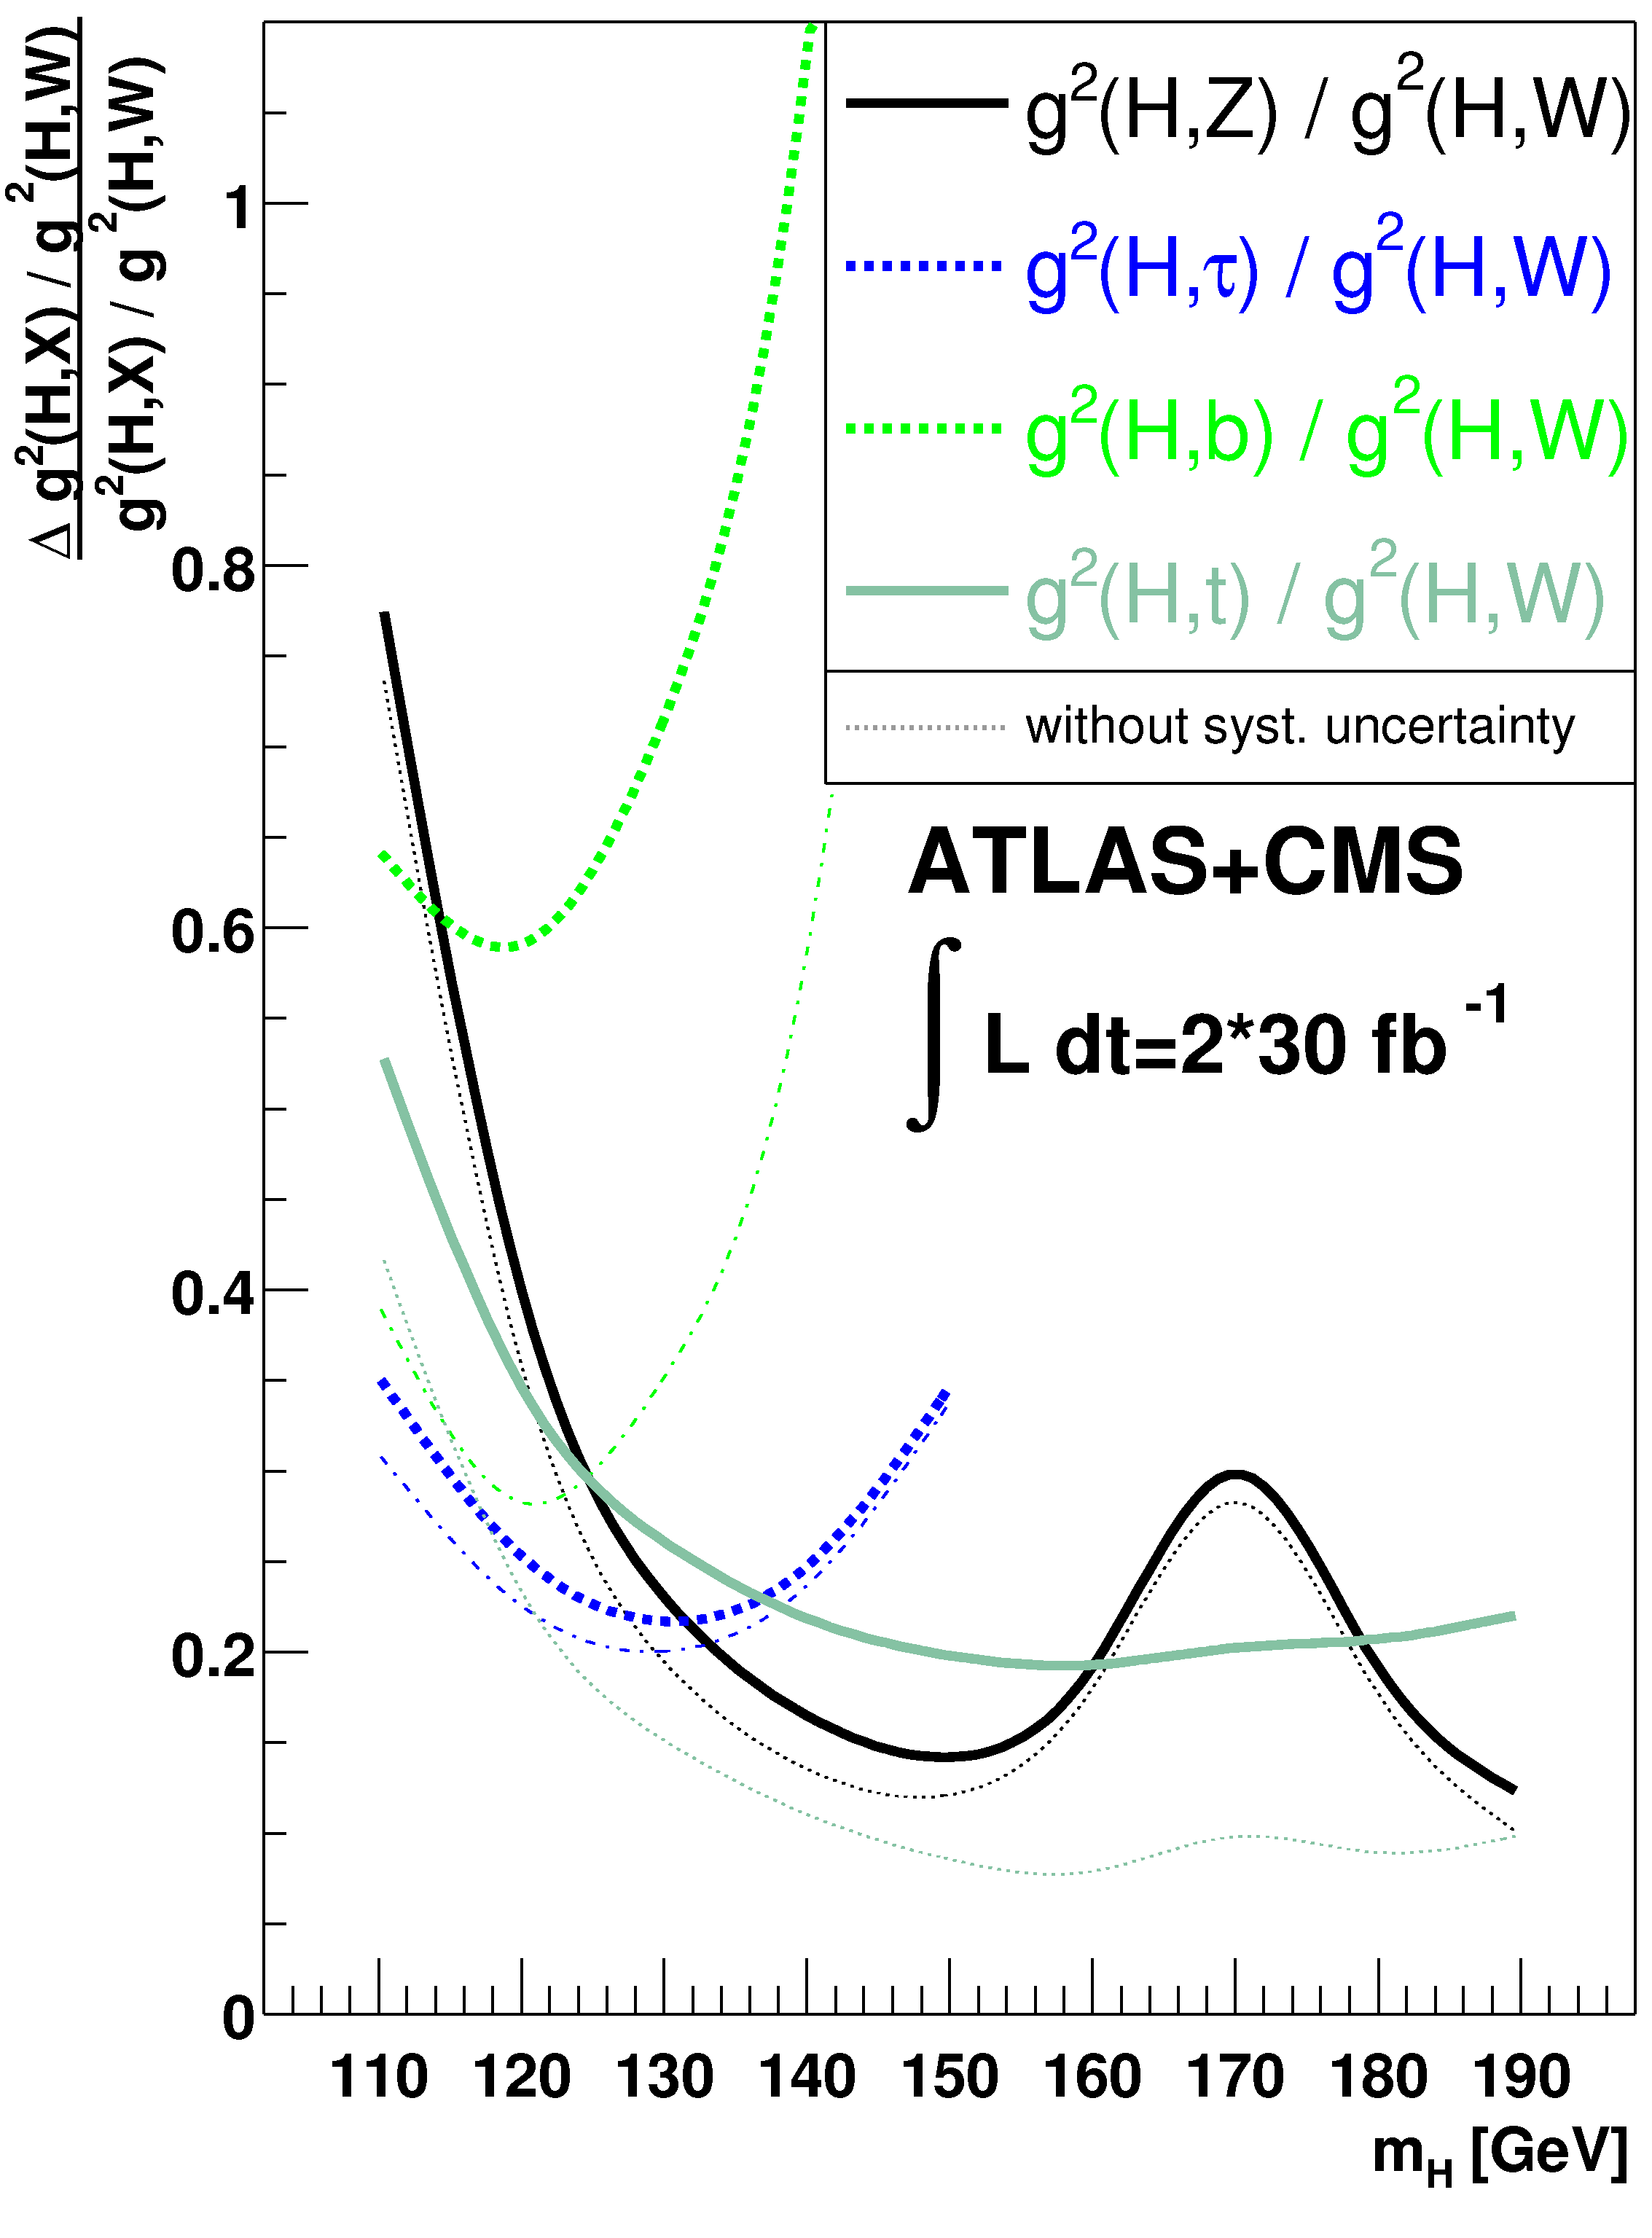 Δ g²(H,X) / g²(H,W)
g²(H,X) / g²(H,W)
g²(H,Z) / g²(H,W)
g²(H,τ) / g²(H,W)
g²(H,b) / g²(H,W)
g²(H,t) / g²(H,W)
without syst. uncertainty
ATLAS+CMS
∫ L dt=2*30 fb⁻¹
1
0.8
0.6
0.4
0.2
0
110 120 130 140 150 160 170 180 190
m_H [GeV]